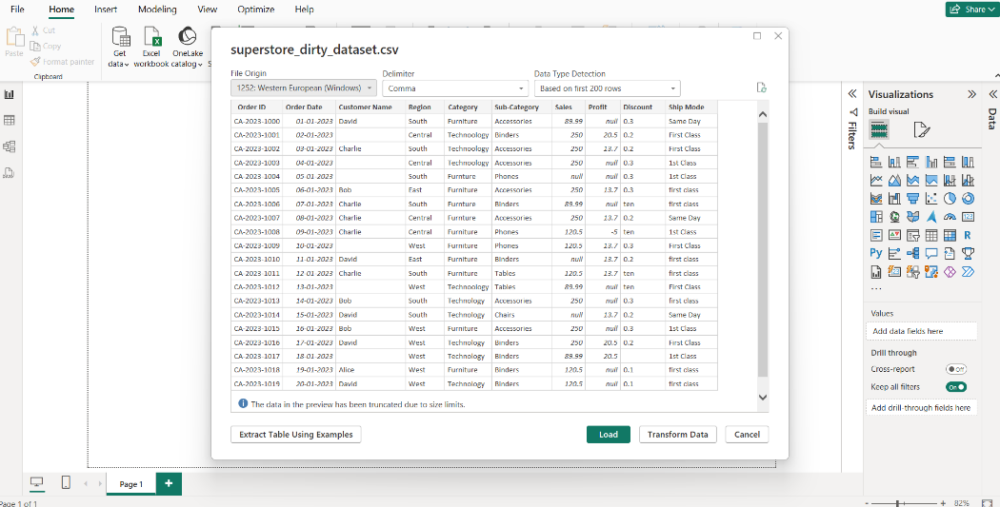 File Home Insert Modeling View Optimize Help
Share
Paste
Cut
Copy
Format painter
Clipboard
Get data
Excel workbook
OneLake catalog
superstore_dirty_dataset.csv
File Origin
1252: Western European (Windows)
Delimiter
Comma
Data Type Detection
Based on first 200 rows
Order ID Order Date Customer Name Region Category Sub-Category Sales Profit Discount Ship Mode
CA-2023-1000 01-01-2023 David South Furniture Accessories 89.99 null 0.3 Same Day
CA-2023-1001 02-01-2023 Central Technology Binders 250 20.5 0.2 First Class
CA-2023-1002 03-01-2023 Charlie South Technoology Accessories 250 13.7 0.2 First Class
CA-2023-1003 04-01-2023 Central Technoology Accessories 250 null 0.3 1st Class
CA-2023-1004 05-01-2023 South Furnture Phones null null 0.3 1st Class
CA-2023-1005 06-01-2023 Bob East Furniture Accessories 250 13.7 0.3 first class
CA-2023-1006 07-01-2023 Charlie South Furnture Binders 89.99 null ten first class
CA-2023-1007 08-01-2023 Charlie Central Furniture Accessories 250 13.7 0.2 Same Day
CA-2023-1008 09-01-2023 Charlie Central Furniture Phones 120.5 -5 ten 1st Class
CA-2023-1009 10-01-2023 West Furniture Phones 120.5 13.7 0.3 First Class
CA-2023-1010 11-01-2023 David East Furniture Binders null 13.7 0.2 first class
CA-2023-1011 12-01-2023 Charlie South Furniture Tables 120.5 13.7 ten first class
CA-2023-1012 13-01-2023 West Technoology Tables 89.99 null ten First Class
CA-2023-1013 14-01-2023 Bob South Technology Accessories 250 null 0.3 first class
CA-2023-1014 15-01-2023 David South Technology Chairs null 13.7 0.2 Same Day
CA-2023-1015 16-01-2023 Bob West Furniture Accessories 250 null 0.3 1st Class
CA-2023-1016 17-01-2023 David West Technology Binders 250 20.5 0.2 First Class
CA-2023-1017 18-01-2023 West Technology Binders 89.99 20.5 1st Class
CA-2023-1018 19-01-2023 Alice West Furniture Binders 120.5 null 0.1 first class
CA-2023-1019 20-01-2023 David West Technology Binders 120.5 null 0.1 first class
The data in the preview has been truncated due to size limits.
Extract Table Using Examples
Load
Transform Data
Cancel
Filters
Visualizations
Build visual
123
R
Py
...
Values
Add data fields here
Drill through
Cross-report
Off
Keep all filters
On
Add drill-through fields here
Data
Page 1
+
Page 1 of 1
- + 82%